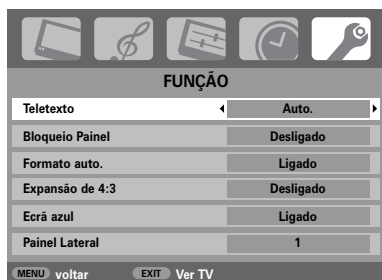 FUNÇÃO
Teletexto Auto.
Bloqueio Painel Desligado
Formato auto. Ligado
Expansão de 4:3 Desligado
Ecrã azul Ligado
Painel Lateral 1
MENU voltar EXIT Ver TV